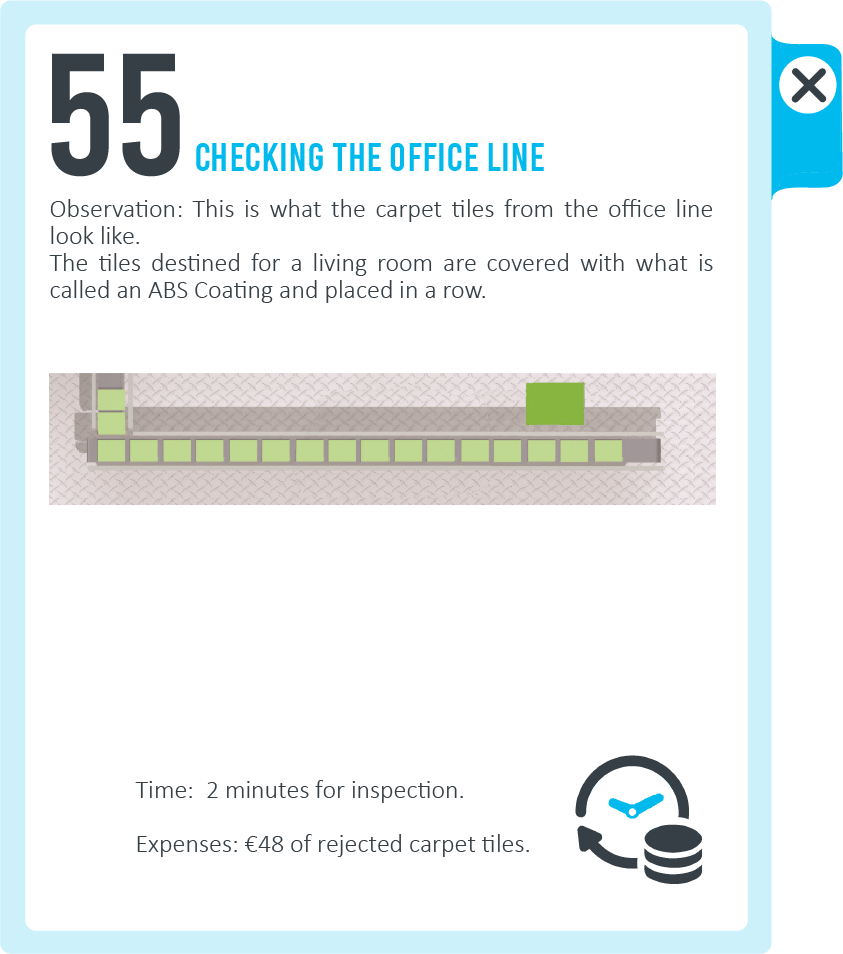 55
CHECKING THE OFFICE LINE
Observation: This is what the carpet tiles from the office line
look like.
The tiles destined for a living room are covered with what is
called an ABS Coating and placed in a row.
Time: 2 minutes for inspection.
Expenses: €48 of rejected carpet tiles.